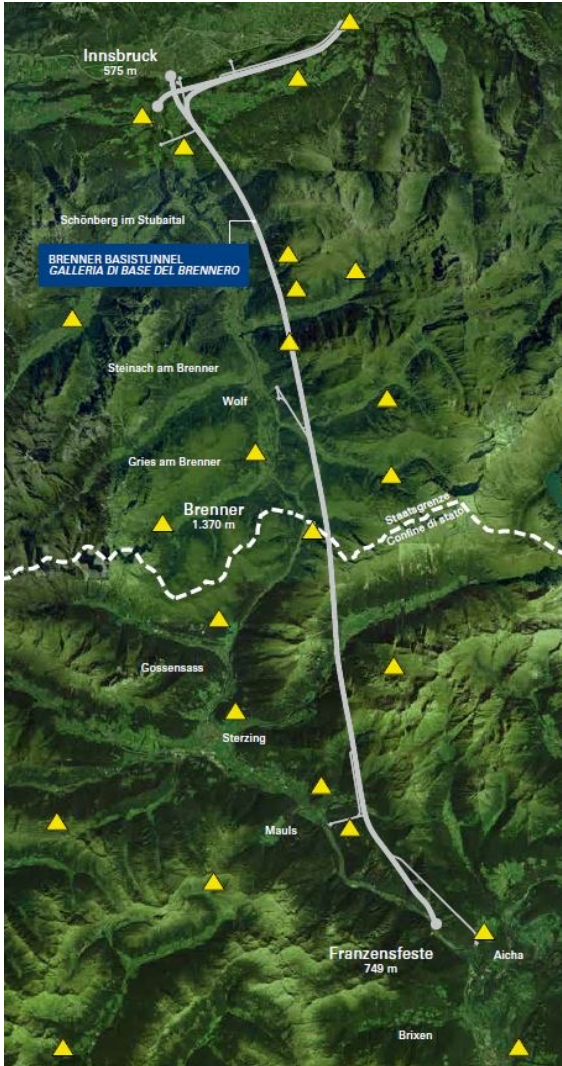 Innsbruck
575 m
Schönberg im Stubaital
BRENNER BASISTUNNEL
GALLERIA DI BASE DEL BRENNERO
Steinach am Brenner
Wolf
Gries am Brenner
Brenner
1.370 m
Staatsgrenze
Confine di stato
Gossensass
Sterzing
Mauls
Franzensfeste
749 m
Aicha
Brixen